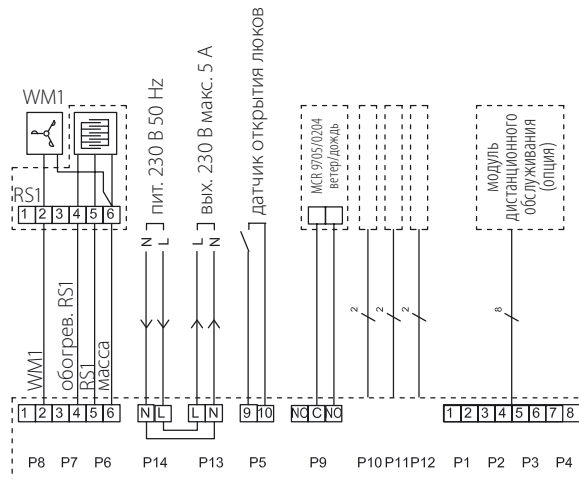 WM1
RS1
1 2 3 4 5 6
WM1
обогрев. RS1
RS1
масса
пит. 230 В 50 Hz
N L
вых. 230 В макс. 5 А
L N
датчик открытия люков
MCR 9705/0204
ветер/дождь
2
2
2
модуль
дистанционного
обслуживания
(опция)
8
1 2 3 4 5 6
N L
L N
9 10
NO C NO
1 2 3 4 5 6 7 8
P8 P7 P6 P14 P13 P5 P9 P10 P11 P12 P1 P2 P3 P4